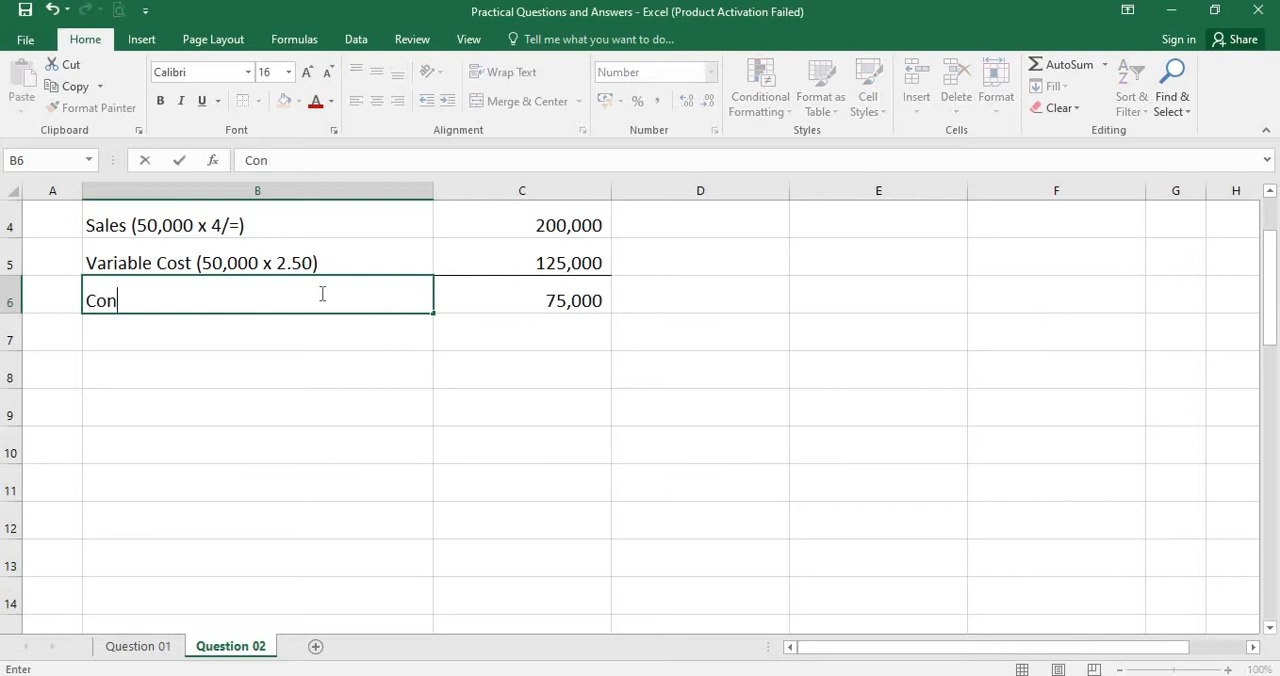 Practical Questions and Answers - Excel (Product Activation Failed)
File Home Insert Page Layout Formulas Data Review View Tell me what you want to do... Sign in Share
Paste Cut Copy Format Painter Clipboard
Calibri 16 B I U A Font
Wrap Text Merge & Center Alignment
Number % , Number
Conditional Formatting Format as Table Cell Styles Styles
Insert Delete Format Cells
AutoSum Fill Clear Sort & Filter Find & Select Editing
B6 fx Con
A B C D E F G H
4 Sales (50,000 x 4/=) 200,000
5 Variable Cost (50,000 x 2.50) 125,000
6 Con 75,000
7
8
9
10
11
12
13
14
Question 01 Question 02
Enter 100%